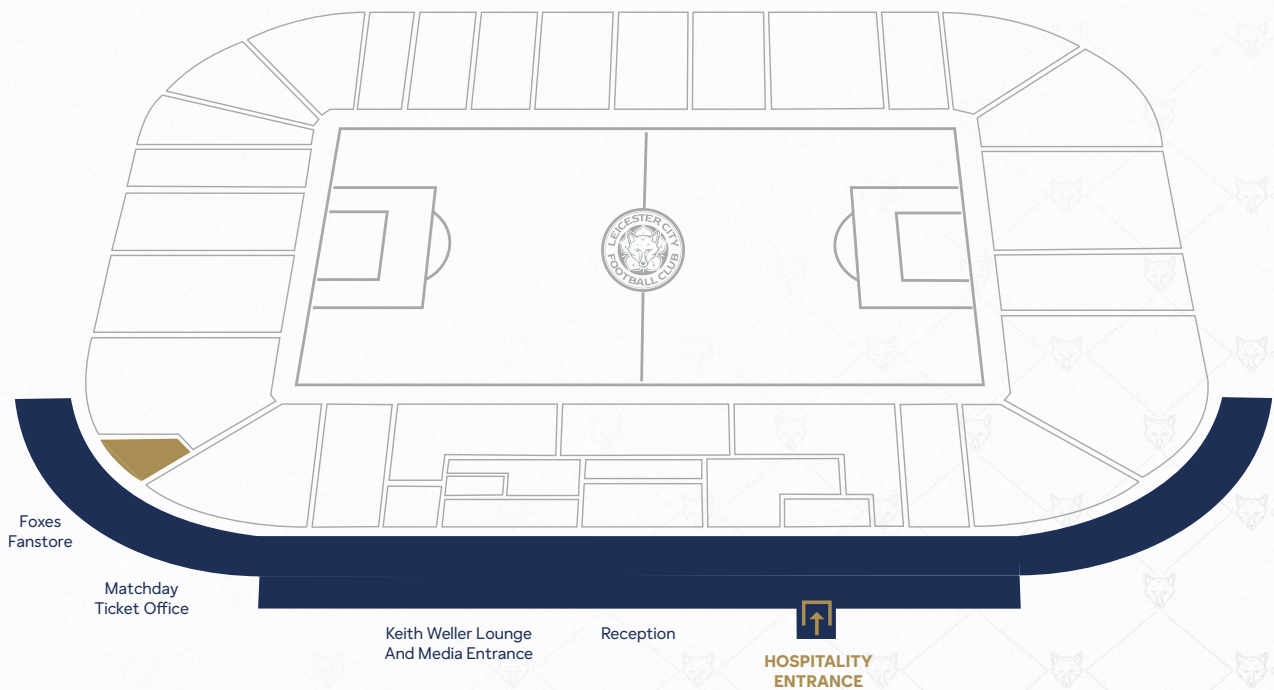 LEICESTER CITY
FOOTBALL CLUB
Foxes
Fanstore
Matchday
Ticket Office
Keith Weller Lounge
And Media Entrance
Reception
HOSPITALITY
ENTRANCE